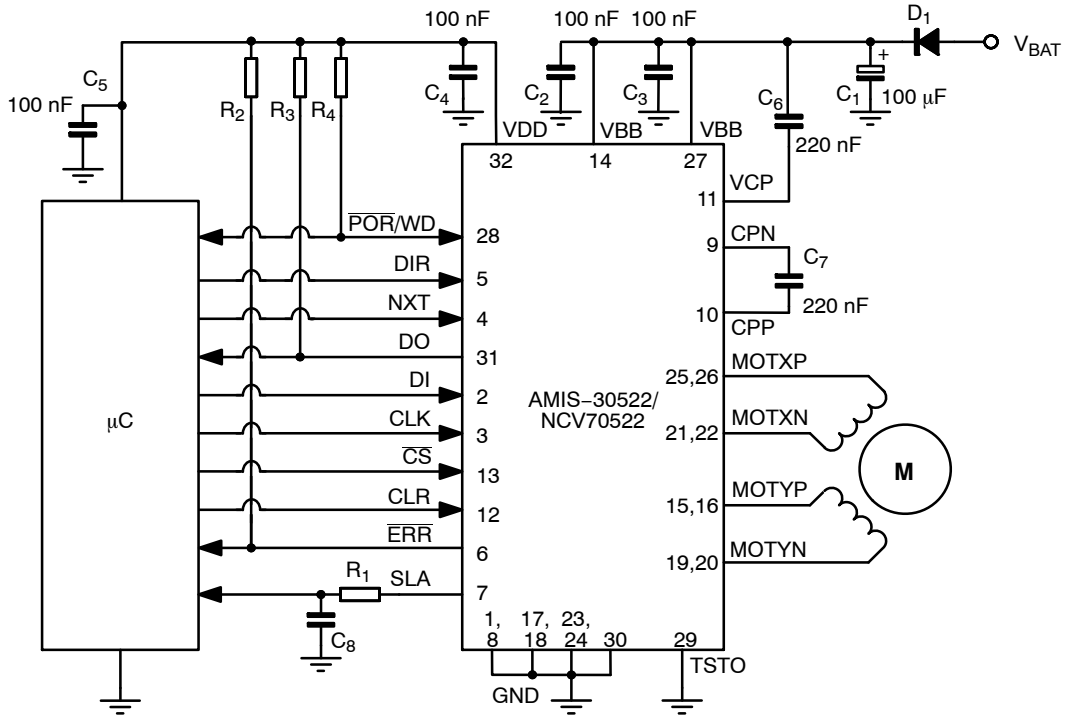 100 nF
100 nF 100 nF
D1
VBAT
C5
100 nF
R2
R3
R4
C4
C2
C3
C6
C1
+
100 µF
220 nF
VDD
VBB
VBB
32
14
27
11
VCP
POR/WD
28
9
CPN
DIR
5
C7
NXT
4
220 nF
10
CPP
DO
31
MOTXP
25,26
DI
2
AMIS−30522/
NCV70522
µC
CLK
3
MOTXN
21,22
CS
13
M
CLR
12
MOTYP
15,16
ERR
6
MOTYN
19,20
R1
SLA
7
C8
1,
8
17,
18
23,
24
30
29
TSTO
GND